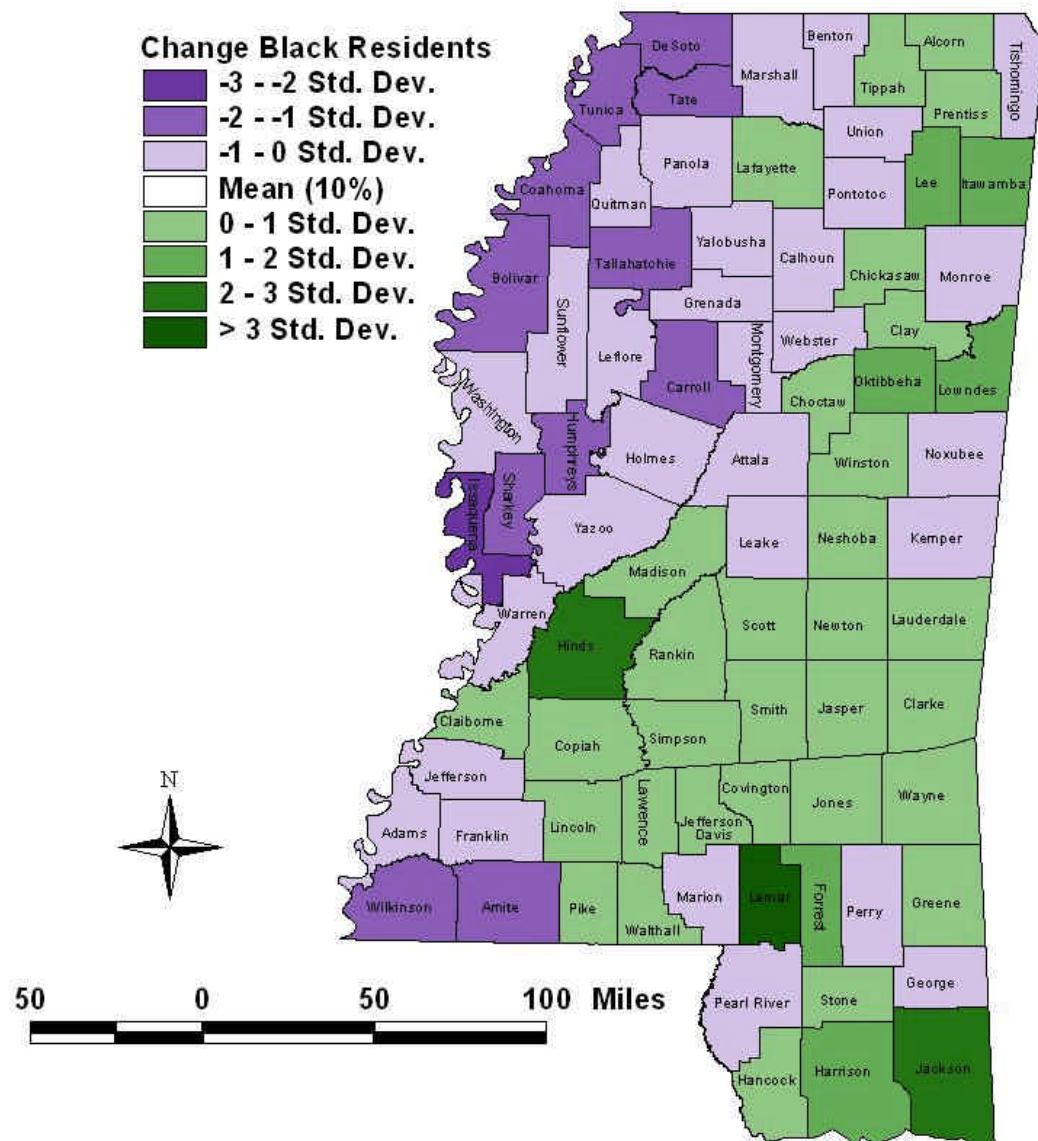 Change Black Residents
-3 - -2 Std. Dev.
-2 - -1 Std. Dev.
-1 - 0 Std. Dev.
Mean (10%)
0 - 1 Std. Dev.
1 - 2 Std. Dev.
2 - 3 Std. Dev.
> 3 Std. Dev.
DeSoto
Marshall
Benton
Tippah
Alcorn
Tishomingo
Tunica
Tate
Prentiss
Union
Panola
Lafayette
Pontotoc
Lee
Itawamba
Coahoma
Quitman
Yalobusha
Calhoun
Chickasaw
Monroe
Bolivar
Tallahatchie
Grenada
Sunflower
Leflore
Montgomery
Webster
Clay
Carroll
Choctaw
Oktibbeha
Lowndes
Washington
Humphreys
Holmes
Attala
Winston
Noxubee
Issaquena
Sharkey
Yazoo
Leake
Neshoba
Kemper
Madison
Warren
Hinds
Rankin
Scott
Newton
Lauderdale
Claiborne
Copiah
Simpson
Smith
Jasper
Clarke
Jefferson
Lincoln
Lawrence
Jefferson
Davis
Covington
Jones
Wayne
Adams
Franklin
Wilkinson
Amite
Pike
Walthall
Marion
Lamar
Forrest
Perry
Greene
Pearl River
Stone
George
Hancock
Harrison
Jackson
N
50 0 50 100 Miles